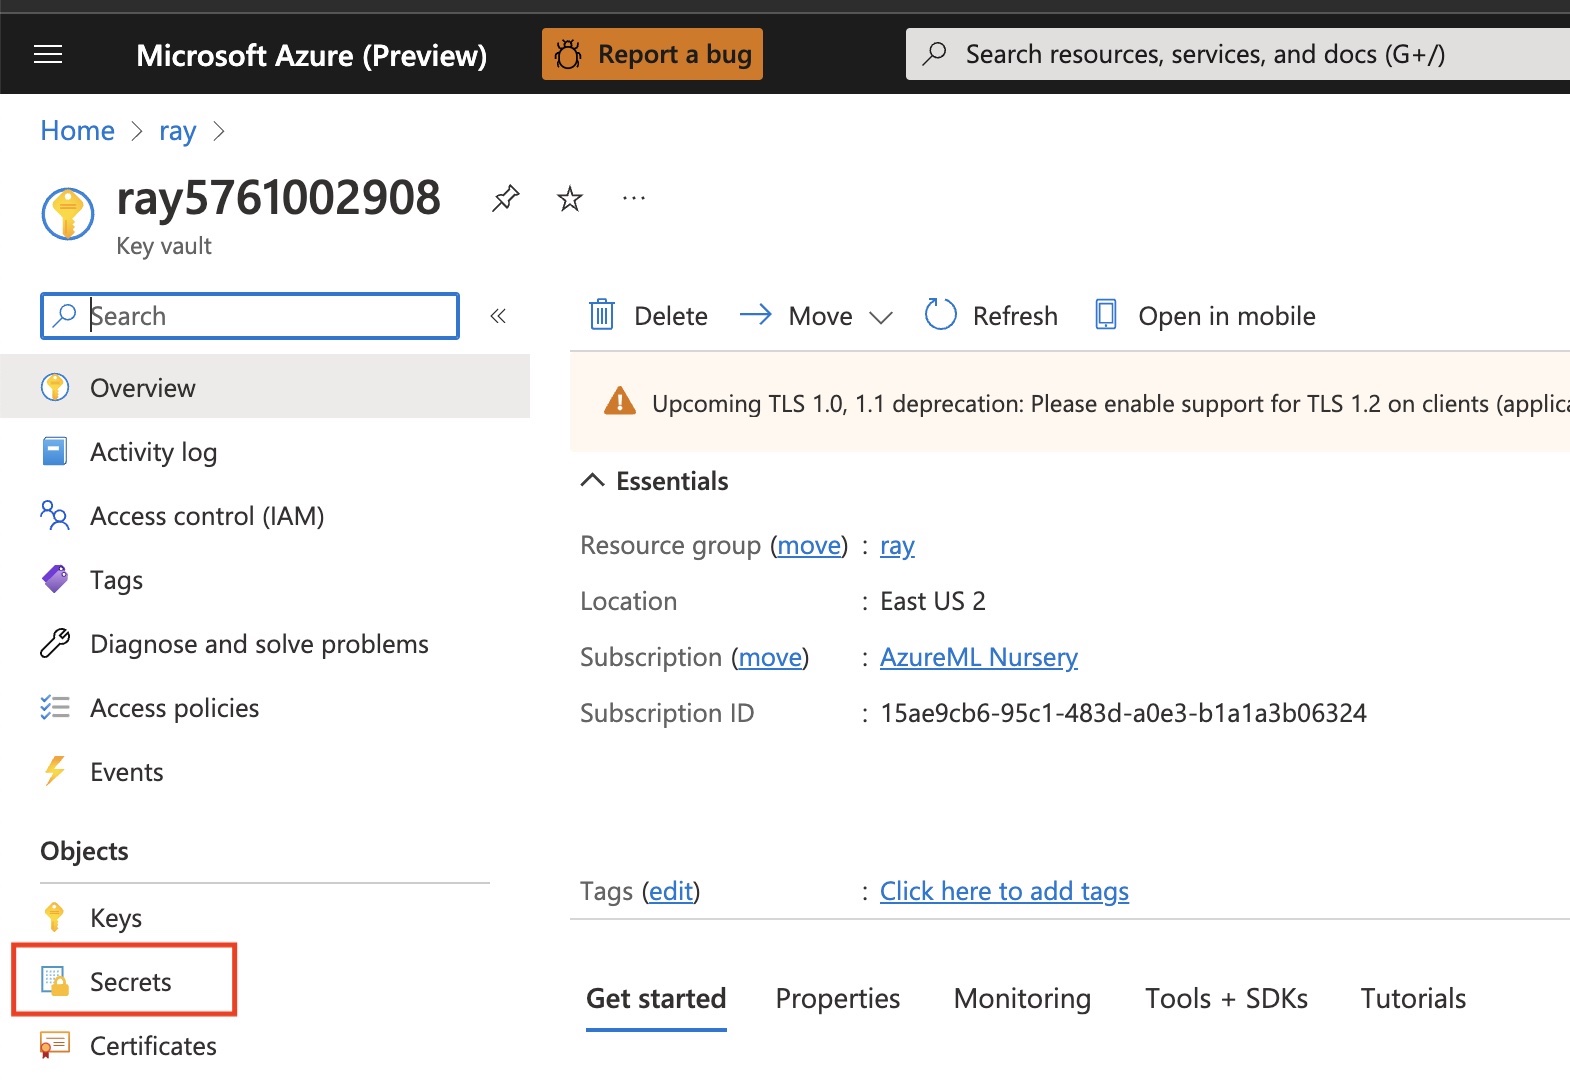 Microsoft Azure (Preview)
Report a bug
Search resources, services, and docs (G+/)
Home > ray >
ray5761002908
Key vault
Search
«
Overview
Activity log
Access control (IAM)
Tags
Diagnose and solve problems
Access policies
Events
Objects
Keys
Secrets
Certificates
Delete
Move
Refresh
Open in mobile
Upcoming TLS 1.0, 1.1 deprecation: Please enable support for TLS 1.2 on clients (applica
Essentials
Resource group (move) : ray
Location : East US 2
Subscription (move) : AzureML Nursery
Subscription ID : 15ae9cb6-95c1-483d-a0e3-b1a1a3b06324
Tags (edit) : Click here to add tags
Get started
Properties
Monitoring
Tools + SDKs
Tutorials